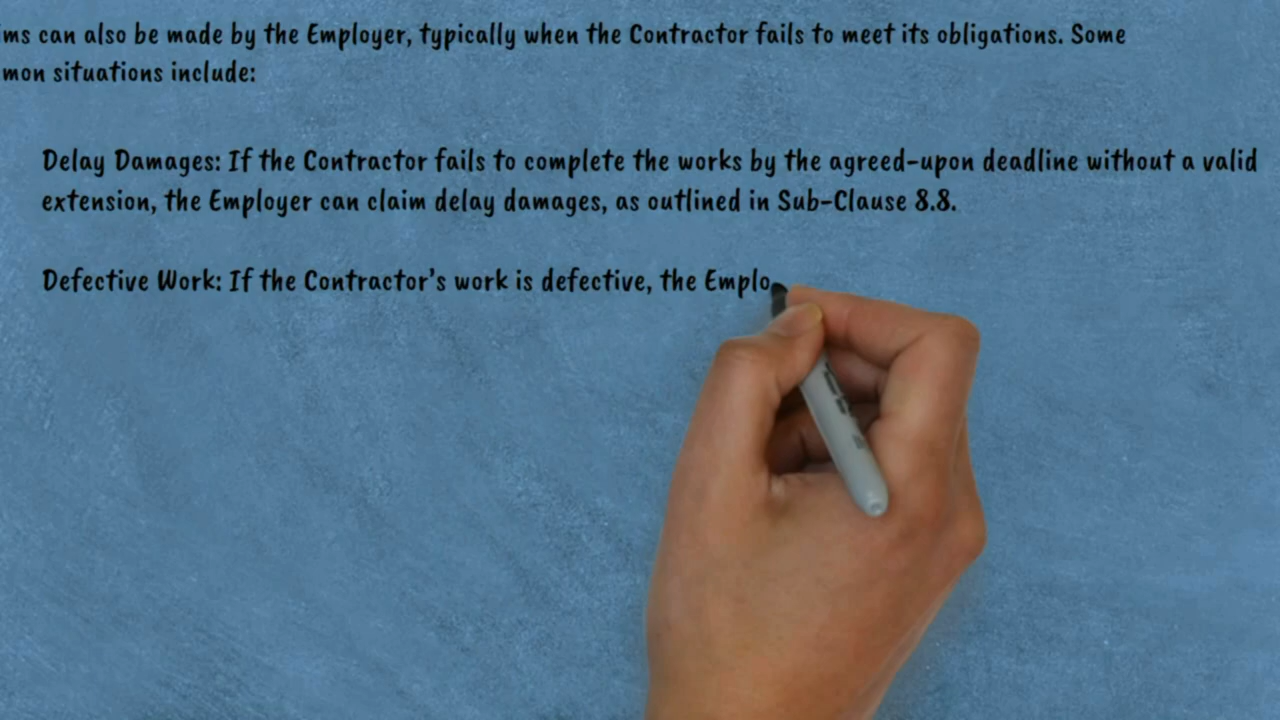 ms can also be made by the Employer, typically when the Contractor fails to meet its obligations. Some
mon situations include:
Delay Damages: If the Contractor fails to complete the works by the agreed-upon deadline without a valid
extension, the Employer can claim delay damages, as outlined in Sub-Clause 8.8.
Defective Work: If the Contractor's work is defective, the Emplo